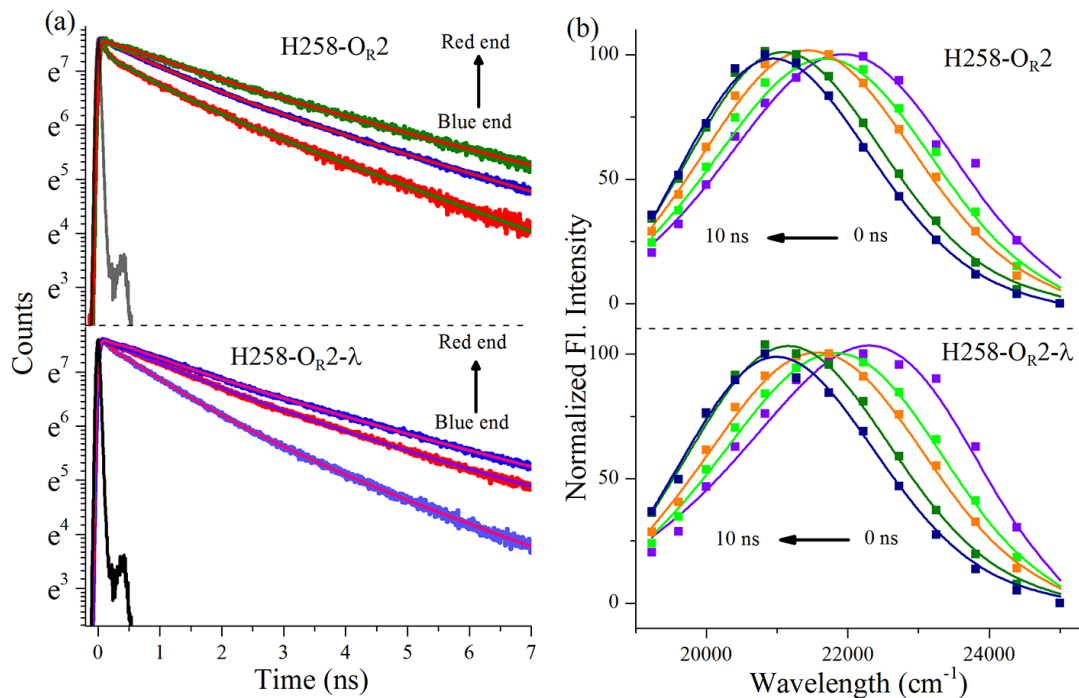 (a)
H258-OR2
Red end
Blue end
e7
e6
e5
e4
e3
H258-OR2-λ
Red end
Blue end
e7
e6
e5
e4
e3
Counts
0 1 2 3 4 5 6 7
Time (ns)
(b)
H258-OR2
100
50
10 ns 0 ns
0
H258-OR2-λ
100
50
10 ns 0 ns
0
Normalized Fl. Intensity
20000 22000 24000
Wavelength (cm-1)